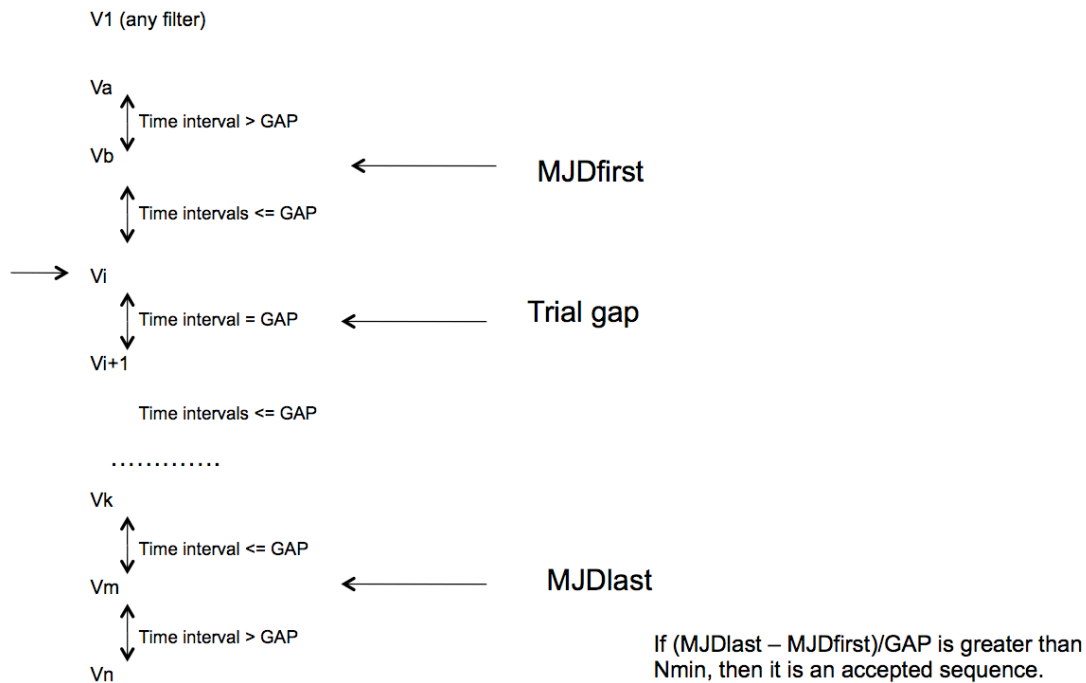 V1 (any filter)
Va
Time interval > GAP
Vb
MJDfirst
Time intervals <= GAP
Vi
Time interval = GAP
Trial gap
Vi+1
Time intervals <= GAP
.............
Vk
Time interval <= GAP
Vm
MJDlast
Time interval > GAP
Vn
If (MJDlast – MJDfirst)/GAP is greater than
Nmin, then it is an accepted sequence.